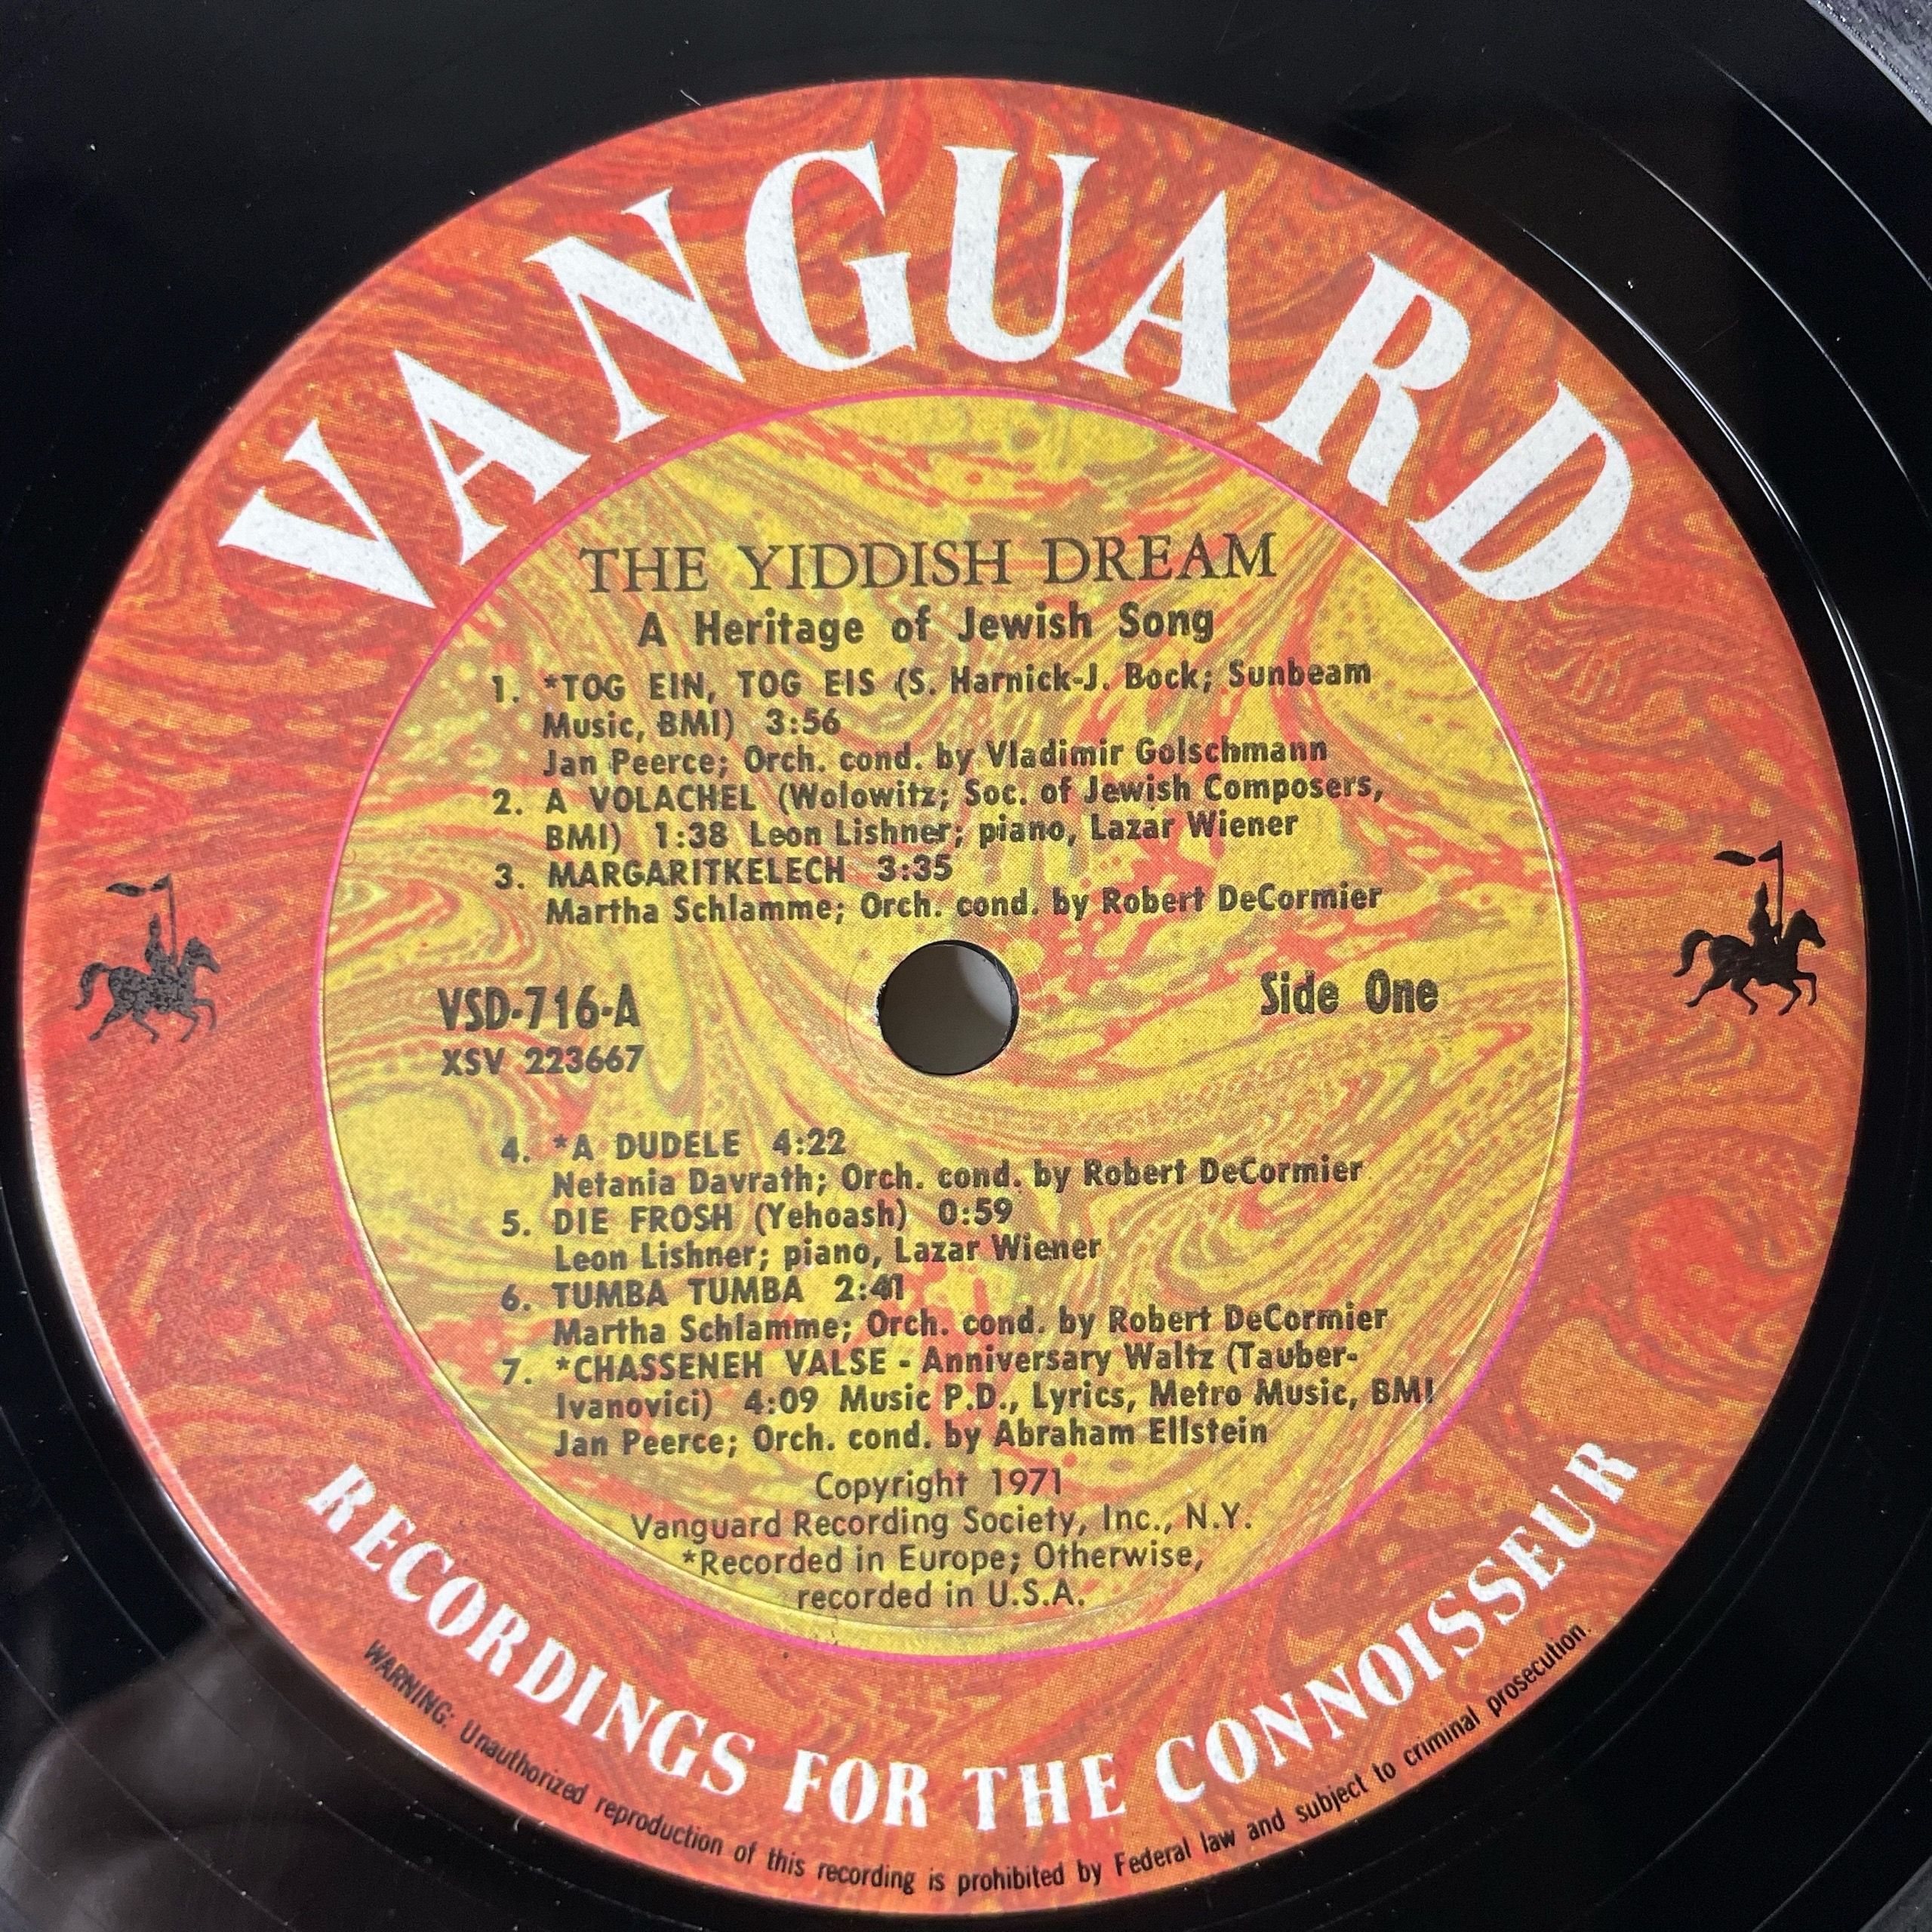 VANGUARD
THE YIDDISH DREAM
A Heritage of Jewish Song
1. *TOG EIN, TOG EIS (S. Harnick-J. Bock; Sunbeam
Music, BMI) 3:56
Jan Peerce; Orch. cond. by Vladimir Golschmann
2. A VOLACHEL (Wolowitz; Soc. of Jewish Composers,
BMI) 1:38 Leon Lishner; piano, Lazar Wiener
3. MARGARITKELECH 3:35
Martha Schlamme; Orch. cond. by Robert DeCormier
VSD-716-A
XSV 223667
Side One
4. *A DUDELE 4:22
Netania Davrath; Orch. cond. by Robert DeCormier
5. DIE FROSH (Yehoash) 0:59
Leon Lishner; piano, Lazar Wiener
6. TUMBA TUMBA 2:41
Martha Schlamme; Orch. cond. by Robert DeCormier
7. *CHASSENEH VALSE - Anniversary Waltz (Tauber-
Ivanovici) 4:09 Music P.D., Lyrics, Metro Music, BMI
Jan Peerce; Orch. cond. by Abraham Ellstein
Copyright 1971
Vanguard Recording Society, Inc., N.Y.
*Recorded in Europe; Otherwise,
recorded in U.S.A.
RECORDINGS FOR THE CONNOISSEUR
WARNING: Unauthorized reproduction of this recording is prohibited by Federal law and subject to criminal prosecution.